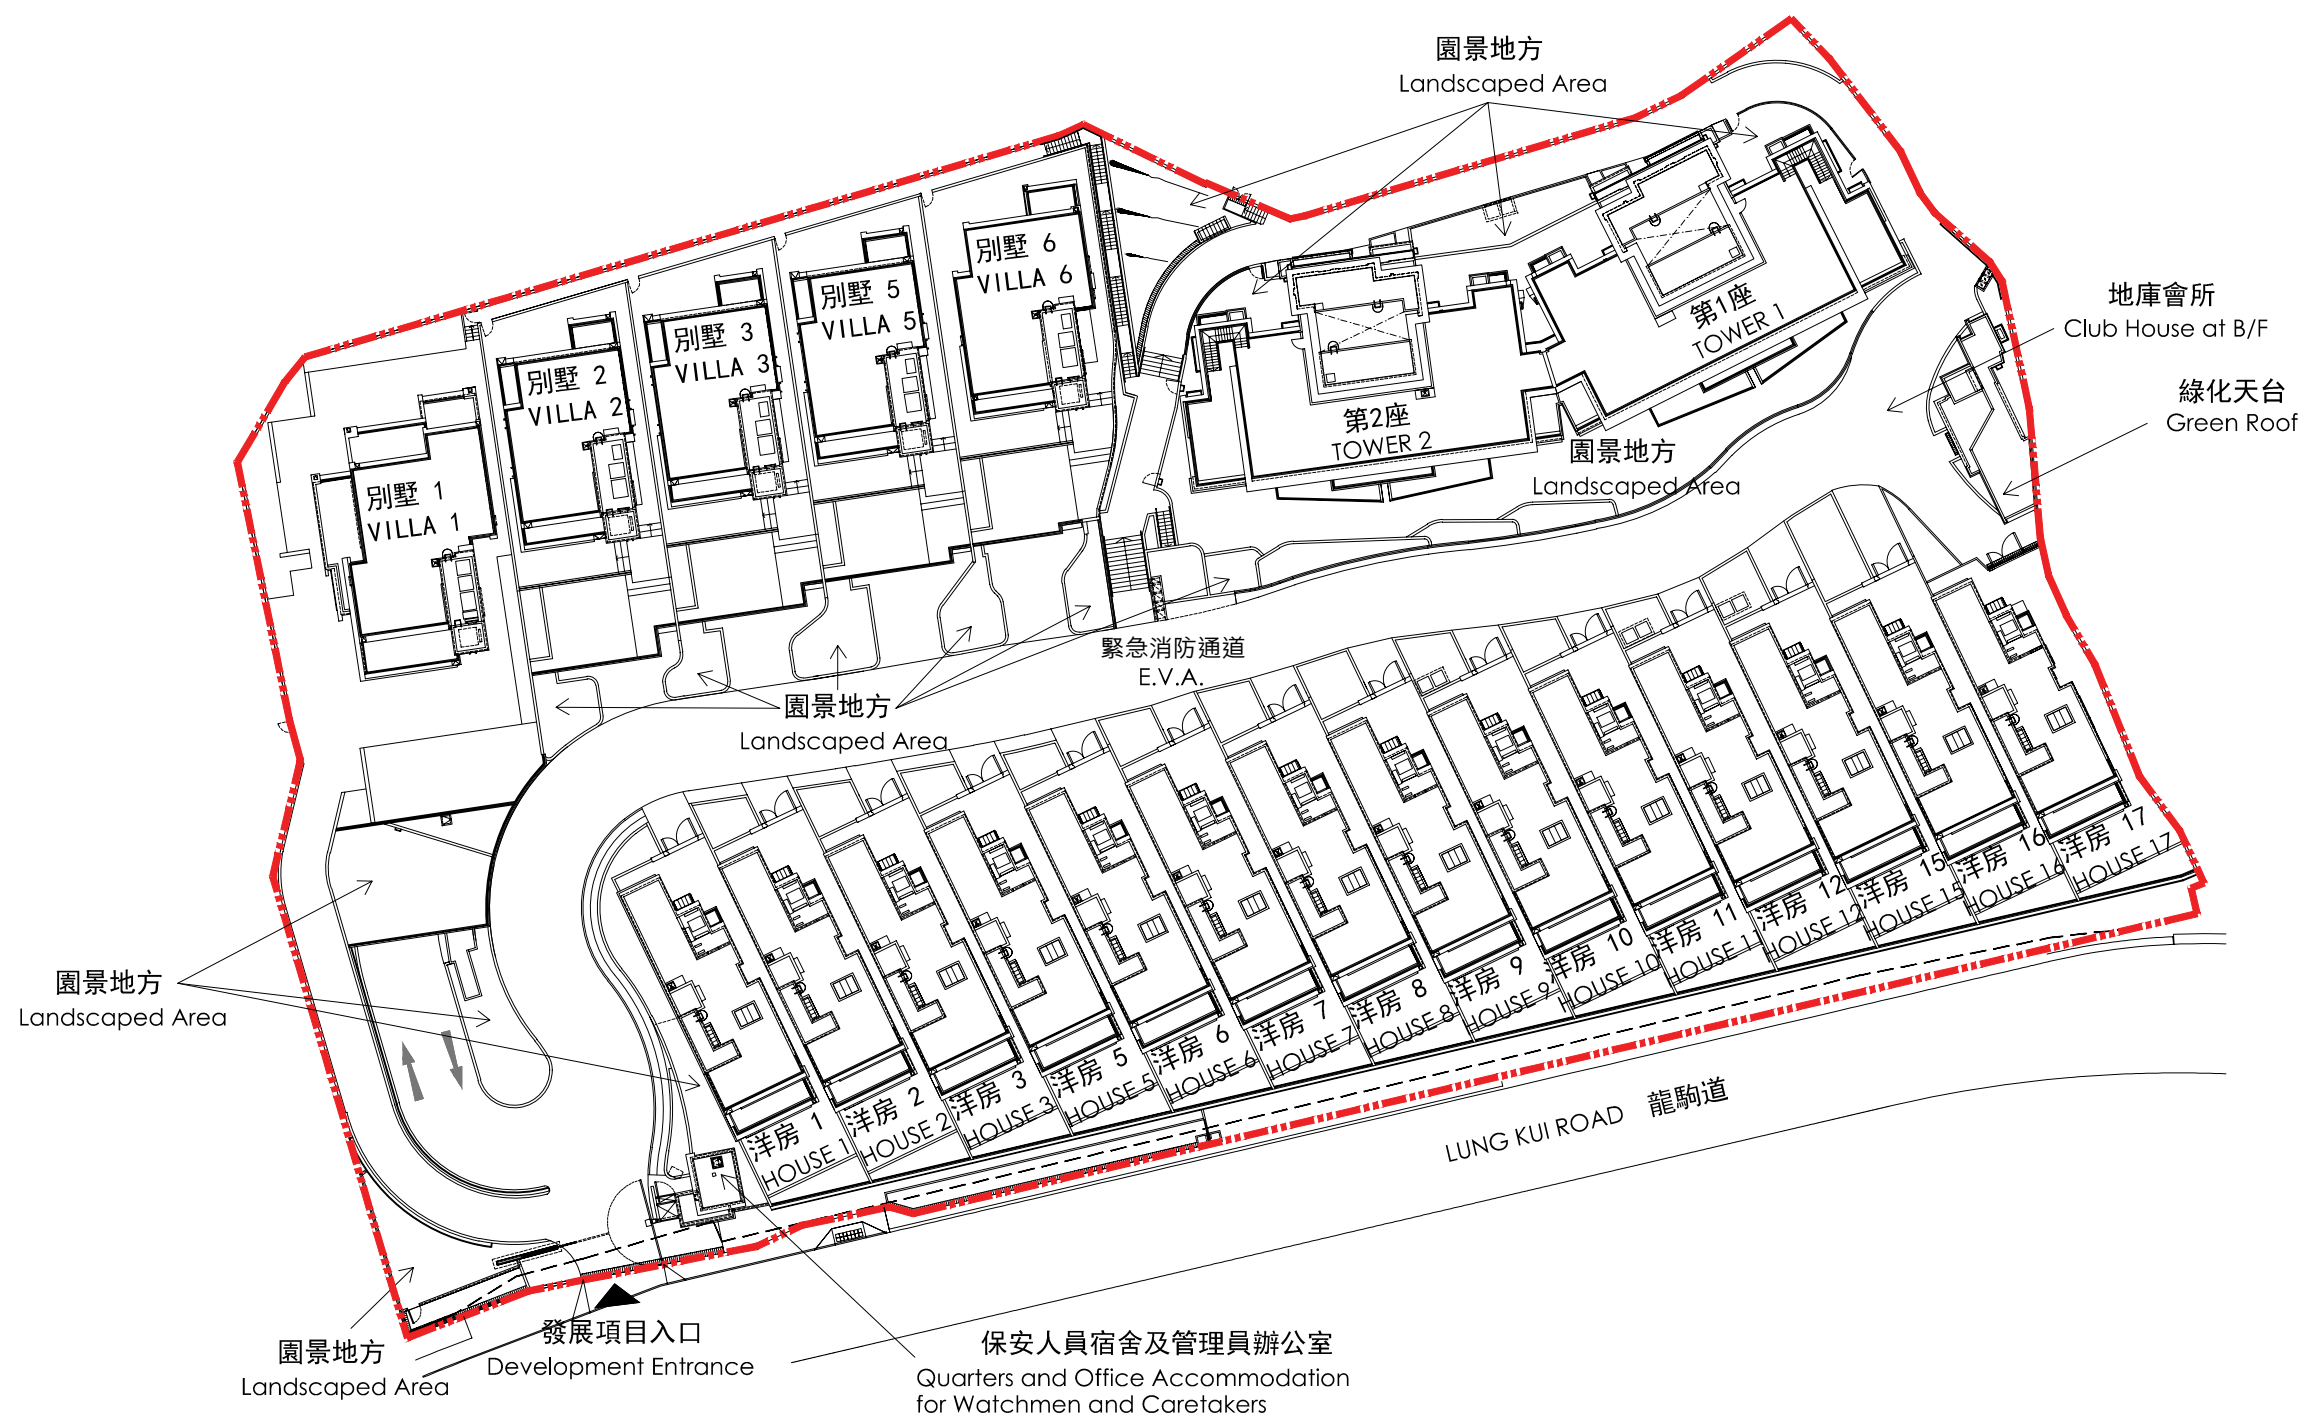 園景地方
Landscaped Area
別墅 6
VILLA 6
別墅 5
VILLA 5
別墅 3
VILLA 3
別墅 2
VILLA 2
別墅 1
VILLA 1
第1座
TOWER 1
第2座
TOWER 2
地庫會所
Club House at B/F
綠化天台
Green Roof
園景地方
Landscaped Area
緊急消防通道
E.V.A.
園景地方
Landscaped Area
園景地方
Landscaped Area
洋房 1
HOUSE 1
洋房 2
HOUSE 2
洋房 3
HOUSE 3
洋房 5
HOUSE 5
洋房 6
HOUSE 6
洋房 7
HOUSE 7
洋房 8
HOUSE 8
洋房 9
HOUSE 9
洋房 10
HOUSE 10
洋房 11
HOUSE 11
洋房 12
HOUSE 12
洋房 15
HOUSE 15
洋房 16
HOUSE 16
洋房 17
HOUSE 17
LUNG KUI ROAD 龍駒道
園景地方
Landscaped Area
發展項目入口
Development Entrance
保安人員宿舍及管理員辦公室
Quarters and Office Accommodation
for Watchmen and Caretakers